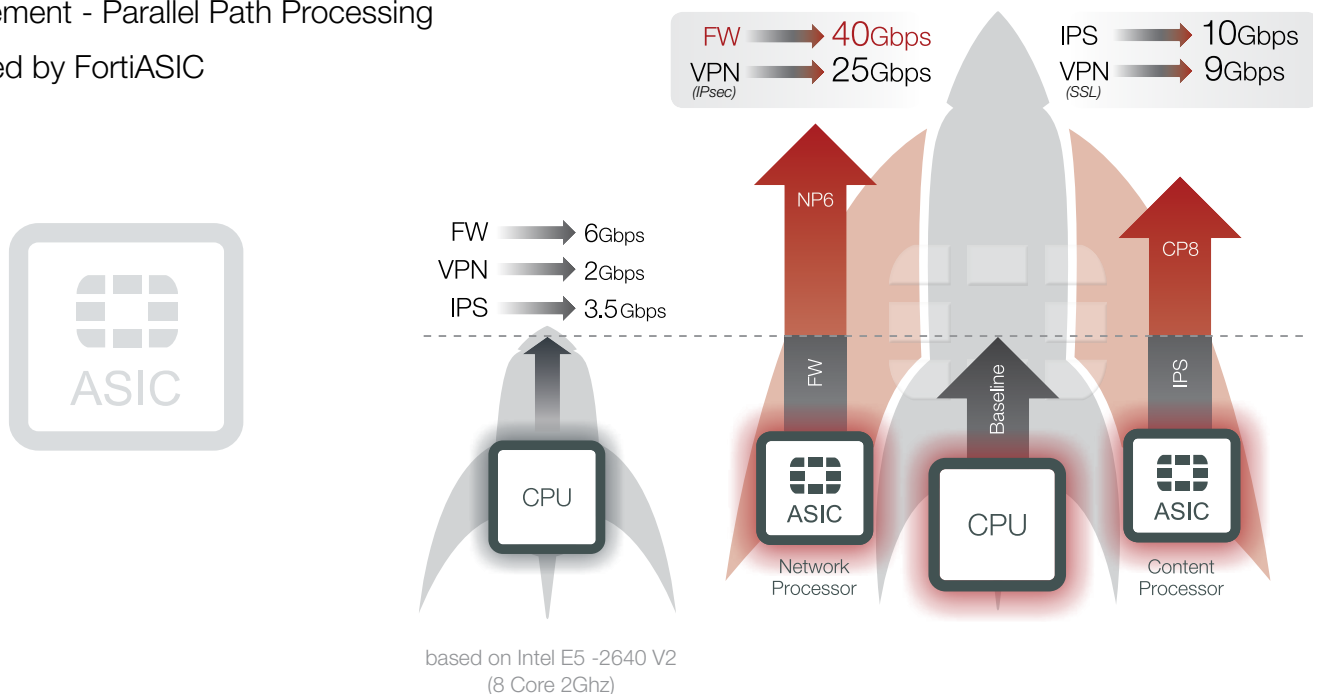 ement - Parallel Path Processing
ed by FortiASIC
ASIC
FW 6Gbps
VPN 2Gbps
IPS 3.5Gbps
CPU
based on Intel E5 -2640 V2
(8 Core 2Ghz)
FW 40Gbps
VPN 25Gbps
(IPsec)
IPS 10Gbps
VPN 9Gbps
(SSL)
NP6
FW
ASIC
Network
Processor
Baseline
CPU
CP8
IPS
ASIC
Content
Processor